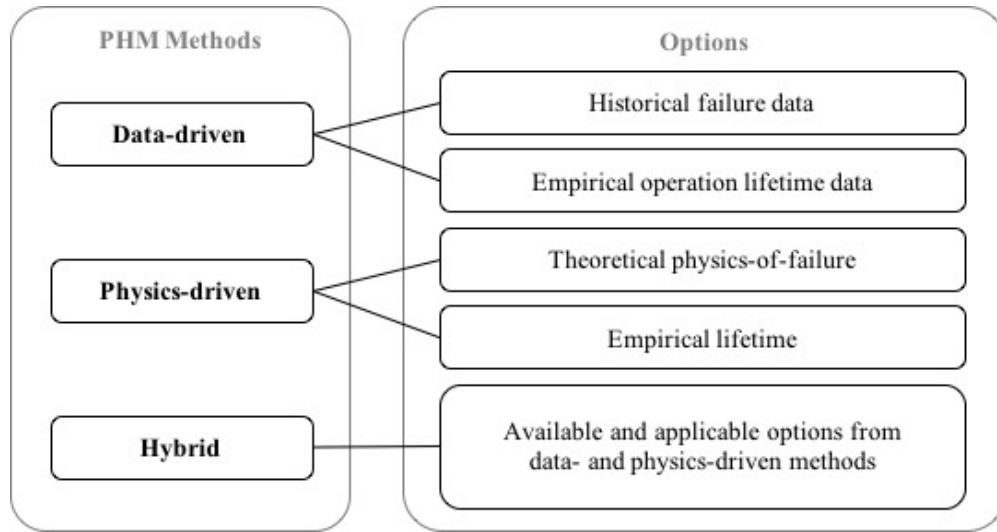 PHM Methods
Options
Data-driven
Historical failure data
Empirical operation lifetime data
Physics-driven
Theoretical physics-of-failure
Empirical lifetime
Hybrid
Available and applicable options from
data- and physics-driven methods